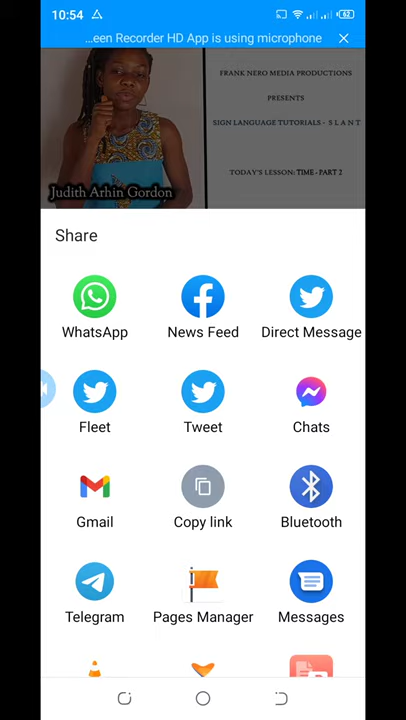 10:54
62
...een Recorder HD App is using microphone
FRANK NERO MEDIA PRODUCTIONS
PRESENTS
SIGN LANGUAGE TUTORIALS - S L A N T
TODAY'S LESSON: TIME - PART 2
Judith Arhin Gordon
Share
WhatsApp
News Feed
Direct Message
Fleet
Tweet
Chats
Gmail
Copy link
Bluetooth
Telegram
Pages Manager
Messages